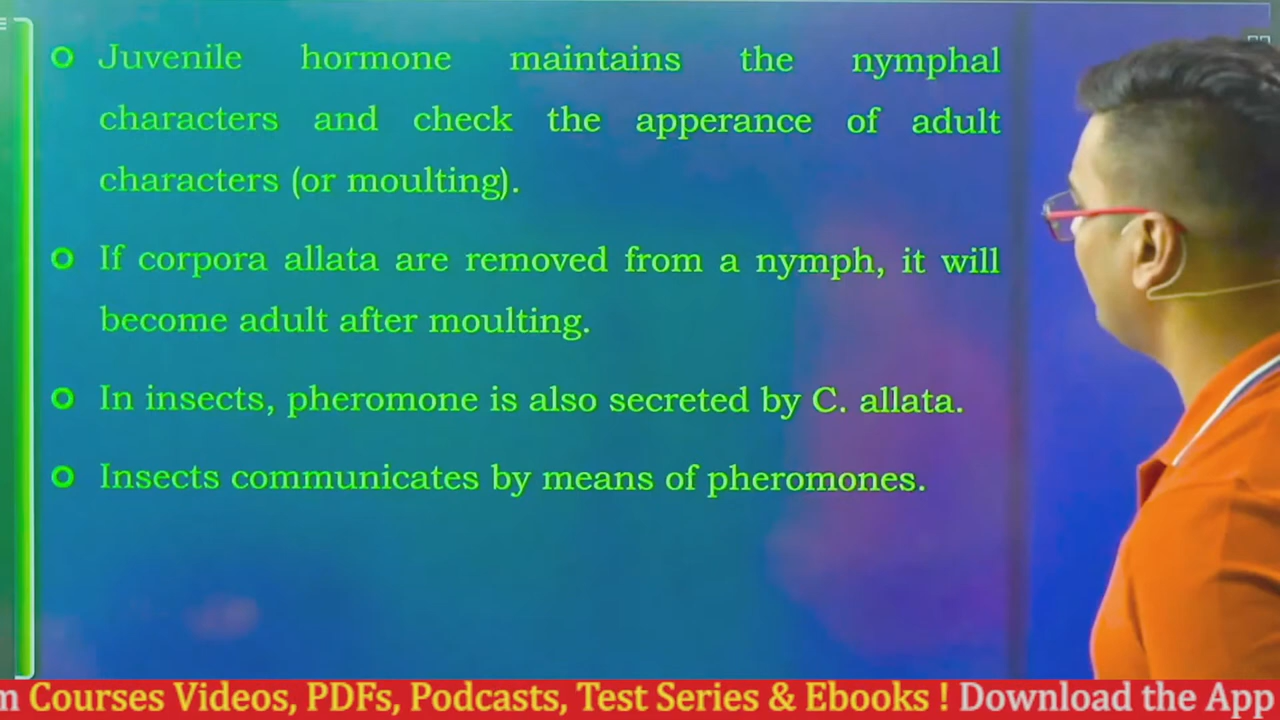 Juvenile hormone maintains the nymphal
characters and check the apperance of adult
characters (or moulting).
If corpora allata are removed from a nymph, it will
become adult after moulting.
In insects, pheromone is also secreted by C. allata.
Insects communicates by means of pheromones.
m Courses Videos, PDFs, Podcasts, Test Series & Ebooks ! Download the App